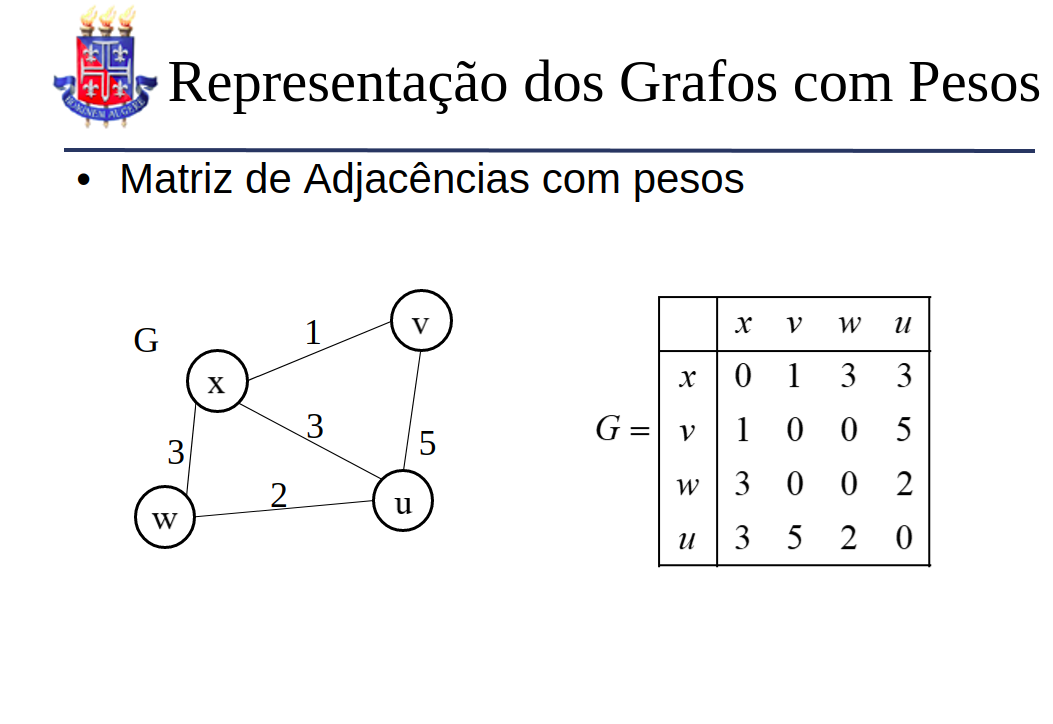 Representação dos Grafos com Pesos
• Matriz de Adjacências com pesos
G
1
v
x
3
5
3
2
w
u
x v w u
x 0 1 3 3
G = v 1 0 0 5
w 3 0 0 2
u 3 5 2 0